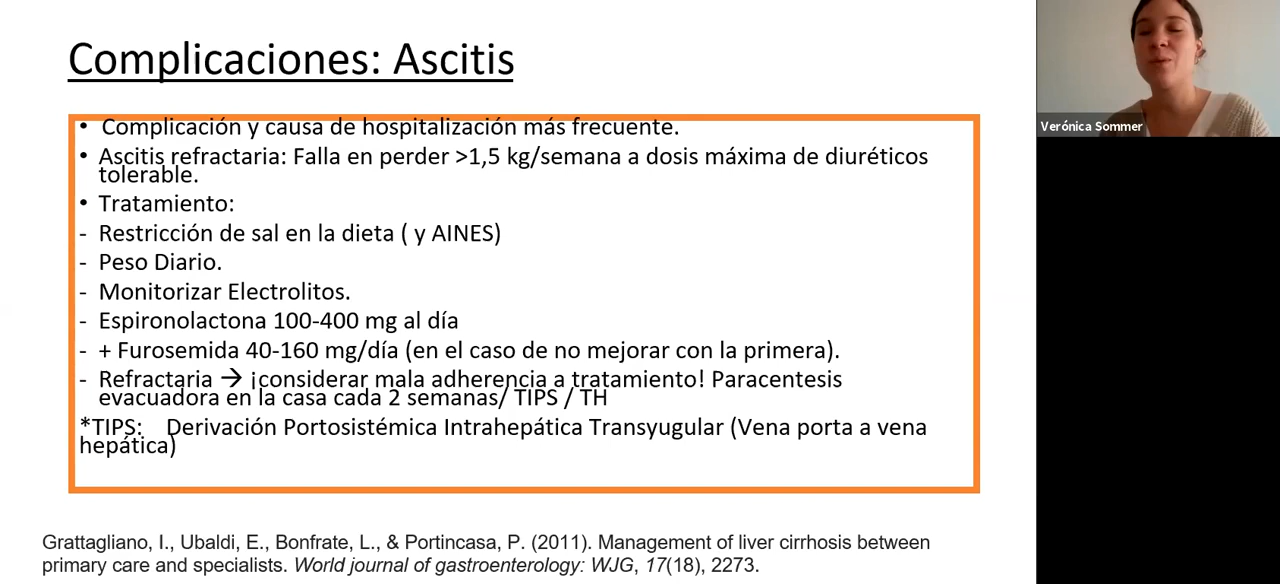 Complicaciones: Ascitis
• Complicación y causa de hospitalización más frecuente.
• Ascitis refractaria: Falla en perder >1,5 kg/semana a dosis máxima de diuréticos
tolerable.
• Tratamiento:
- Restricción de sal en la dieta ( y AINES)
- Peso Diario.
- Monitorizar Electrolitos.
- Espironolactona 100-400 mg al día
- + Furosemida 40-160 mg/día (en el caso de no mejorar con la primera).
- Refractaria → ¡considerar mala adherencia a tratamiento! Paracentesis
evacuadora en la casa cada 2 semanas/ TIPS / TH
*TIPS: Derivación Portosistémica Intrahepática Transyugular (Vena porta a vena
hepática)
Grattagliano, I., Ubaldi, E., Bonfrate, L., & Portincasa, P. (2011). Management of liver cirrhosis between
primary care and specialists. World journal of gastroenterology: WJG, 17(18), 2273.
Verónica Sommer